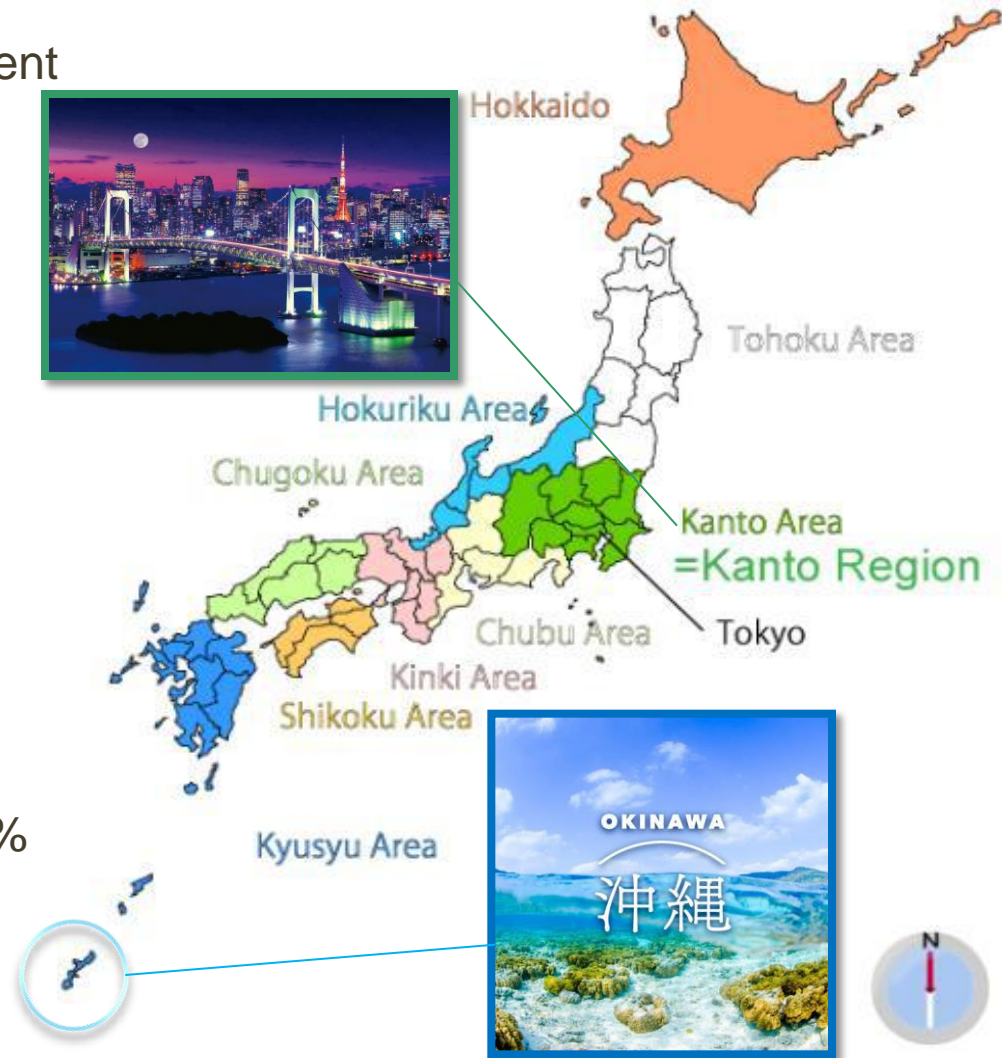 ent
Hokkaido
Tohoku Area
Hokuriku Area
Chugoku Area
Kanto Area
=Kanto Region
Tokyo
Chubu Area
Kinki Area
Shikoku Area
OKINAWA
沖縄
%
Kyusyu Area
N